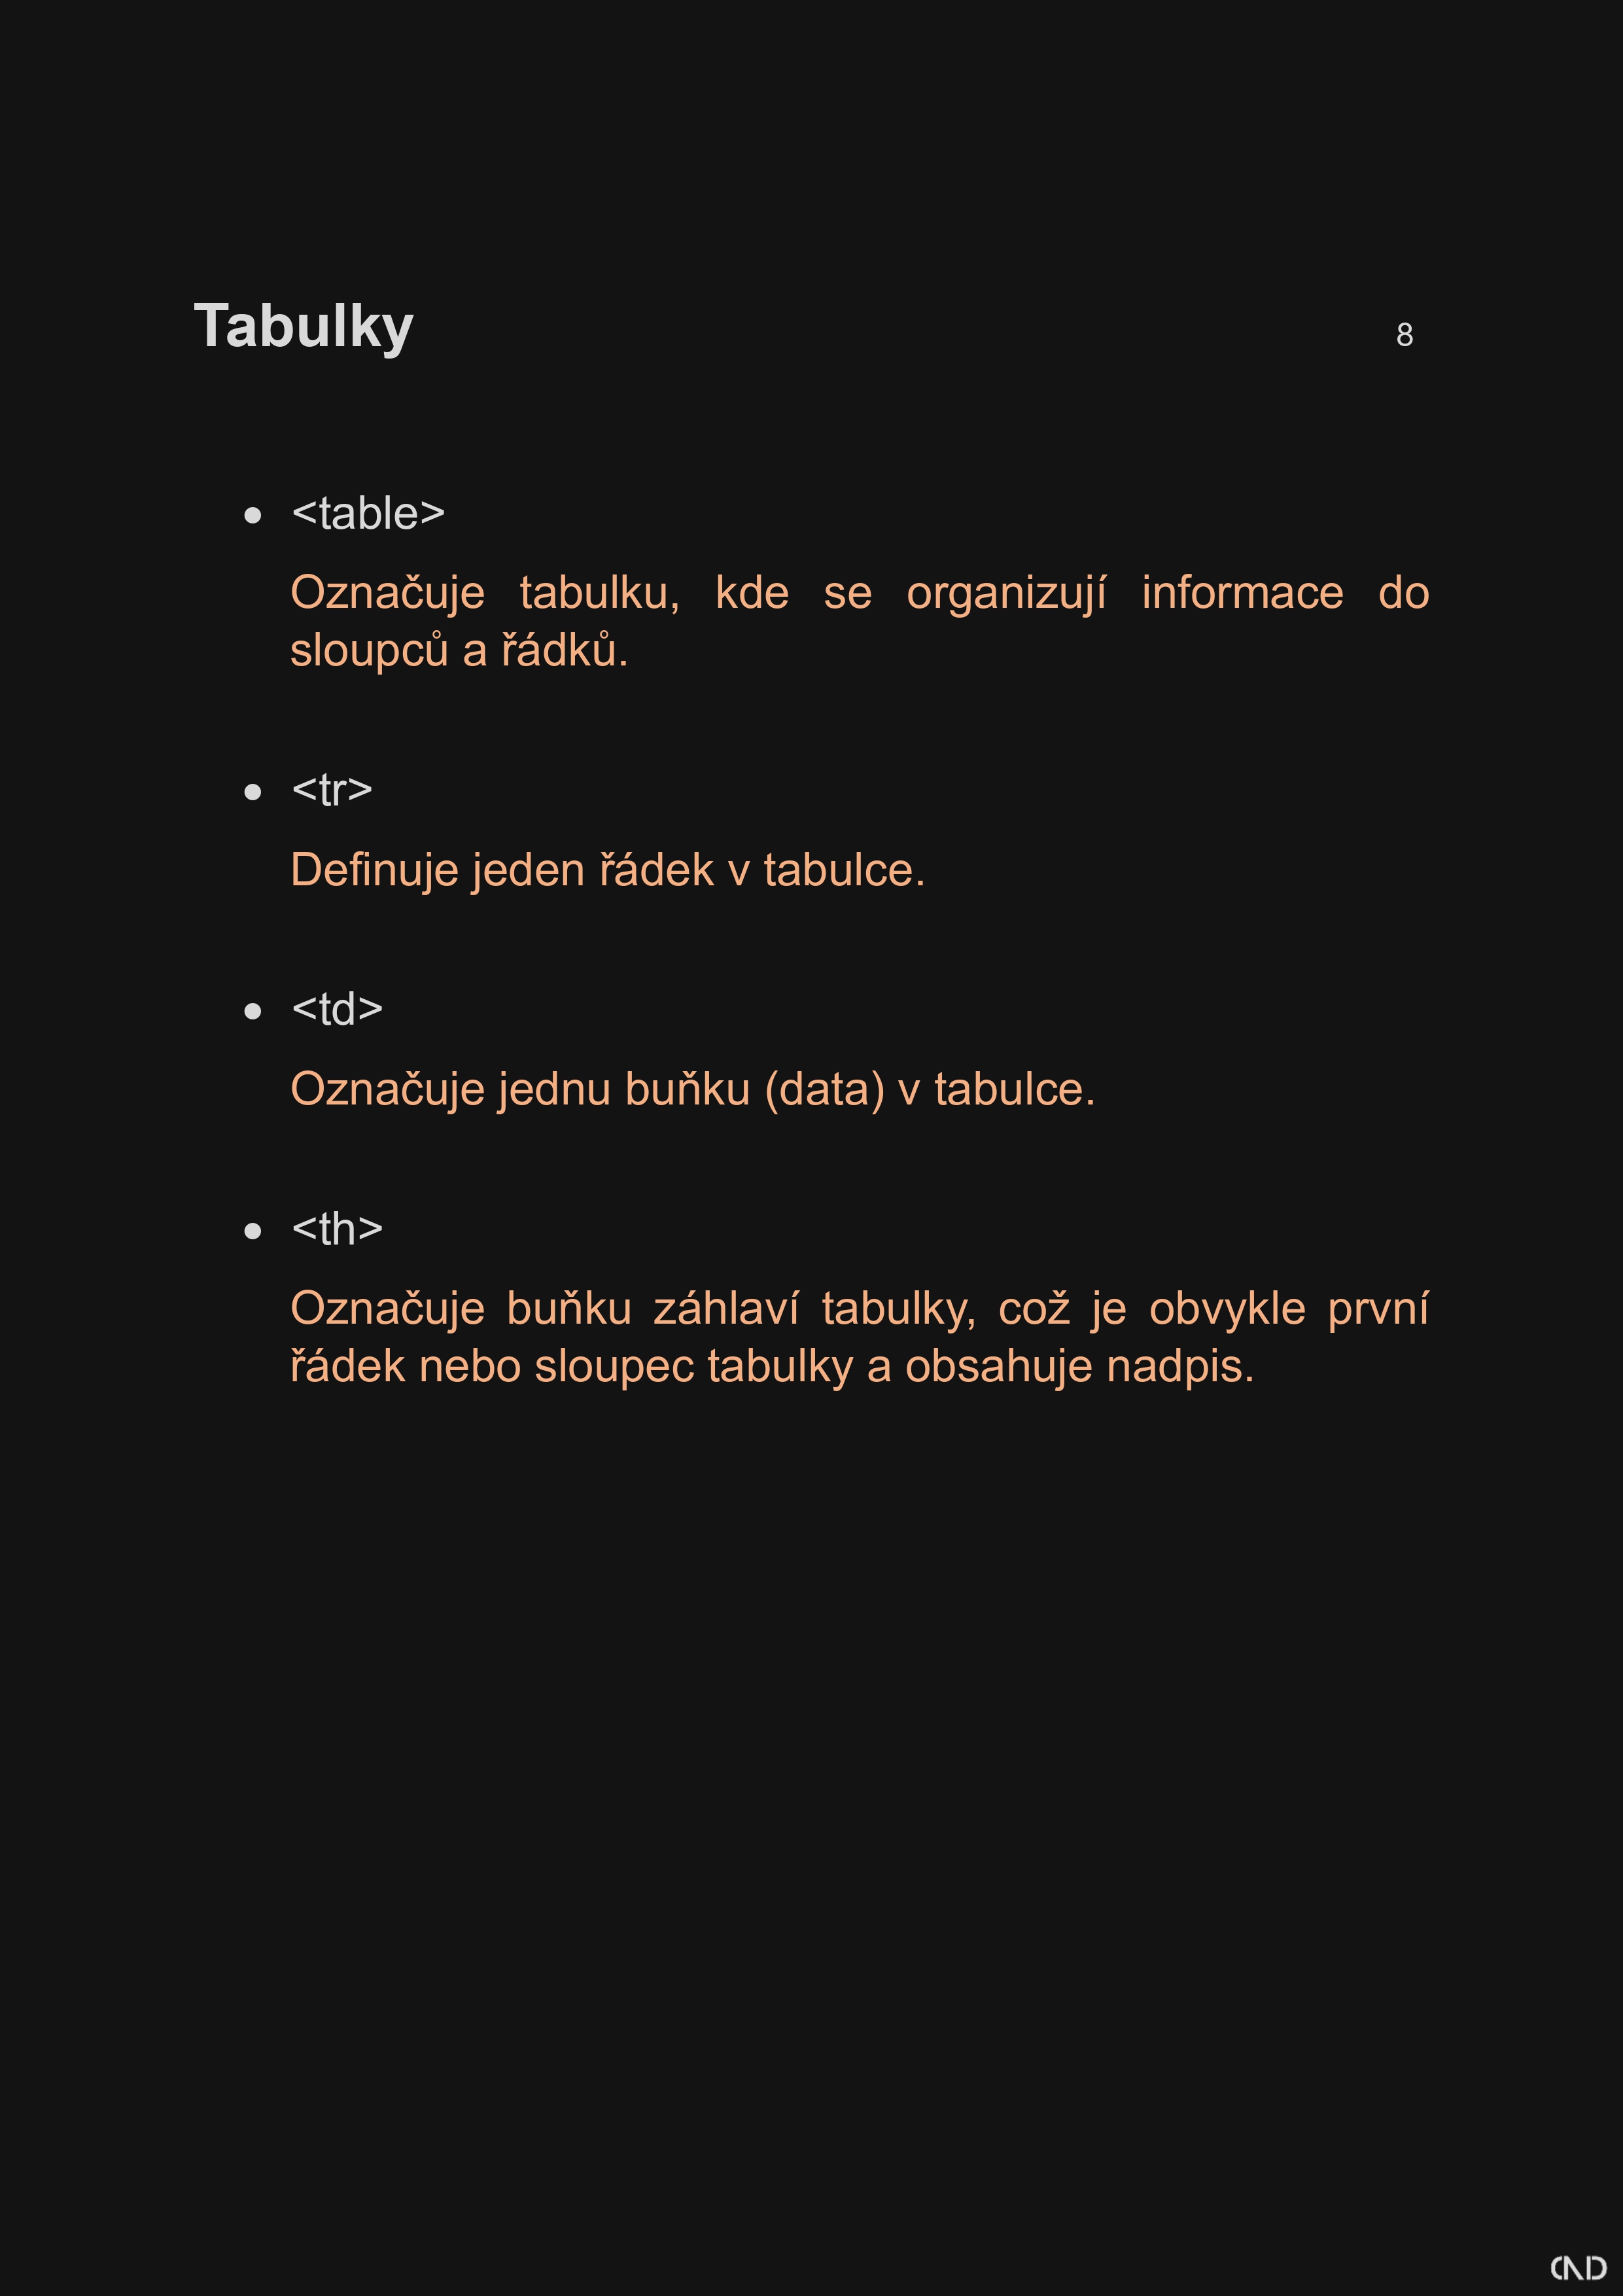 Tabulky 8
• <table>
Označuje tabulku, kde se organizují informace do
sloupců a řádků.
• <tr>
Definuje jeden řádek v tabulce.
• <td>
Označuje jednu buňku (data) v tabulce.
• <th>
Označuje buňku záhlaví tabulky, což je obvykle první
řádek nebo sloupec tabulky a obsahuje nadpis.